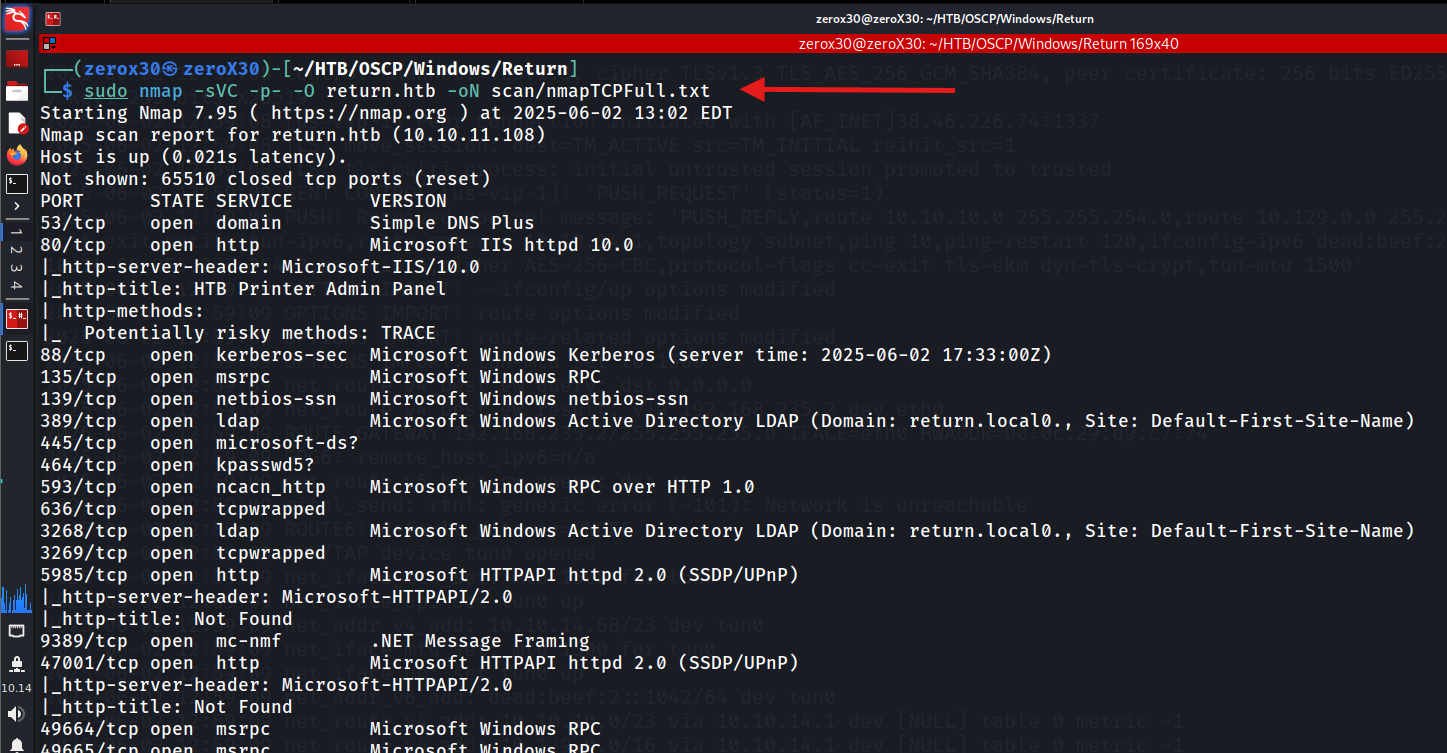 zerox30@zeroX30: ~/HTB/OSCP/Windows/Return
zerox30@zeroX30: ~/HTB/OSCP/Windows/Return 169x40
┌──(zerox30㉿ zeroX30)-[~/HTB/OSCP/Windows/Return]
└─$ sudo nmap -sVC -p- -O return.htb -oN scan/nmapTCPFull.txt
Starting Nmap 7.95 ( https://nmap.org ) at 2025-06-02 13:02 EDT
Nmap scan report for return.htb (10.10.11.108)
Host is up (0.021s latency).
Not shown: 65510 closed tcp ports (reset)
PORT      STATE SERVICE       VERSION
53/tcp    open  domain        Simple DNS Plus
80/tcp    open  http          Microsoft IIS httpd 10.0
|_http-server-header: Microsoft-IIS/10.0
|_http-title: HTB Printer Admin Panel
| http-methods:
|_  Potentially risky methods: TRACE
88/tcp    open  kerberos-sec  Microsoft Windows Kerberos (server time: 2025-06-02 17:33:00Z)
135/tcp   open  msrpc         Microsoft Windows RPC
139/tcp   open  netbios-ssn   Microsoft Windows netbios-ssn
389/tcp   open  ldap          Microsoft Windows Active Directory LDAP (Domain: return.local0., Site: Default-First-Site-Name)
445/tcp   open  microsoft-ds?
464/tcp   open  kpasswd5?
593/tcp   open  ncacn_http    Microsoft Windows RPC over HTTP 1.0
636/tcp   open  tcpwrapped
3268/tcp  open  ldap          Microsoft Windows Active Directory LDAP (Domain: return.local0., Site: Default-First-Site-Name)
3269/tcp  open  tcpwrapped
5985/tcp  open  http          Microsoft HTTPAPI httpd 2.0 (SSDP/UPnP)
|_http-server-header: Microsoft-HTTPAPI/2.0
|_http-title: Not Found
9389/tcp  open  mc-nmf        .NET Message Framing
47001/tcp open  http          Microsoft HTTPAPI httpd 2.0 (SSDP/UPnP)
|_http-server-header: Microsoft-HTTPAPI/2.0
|_http-title: Not Found
49664/tcp open  msrpc         Microsoft Windows RPC
49665/tcp open  msrpc         Microsoft Windows RPC
1
2
3
4
10.14